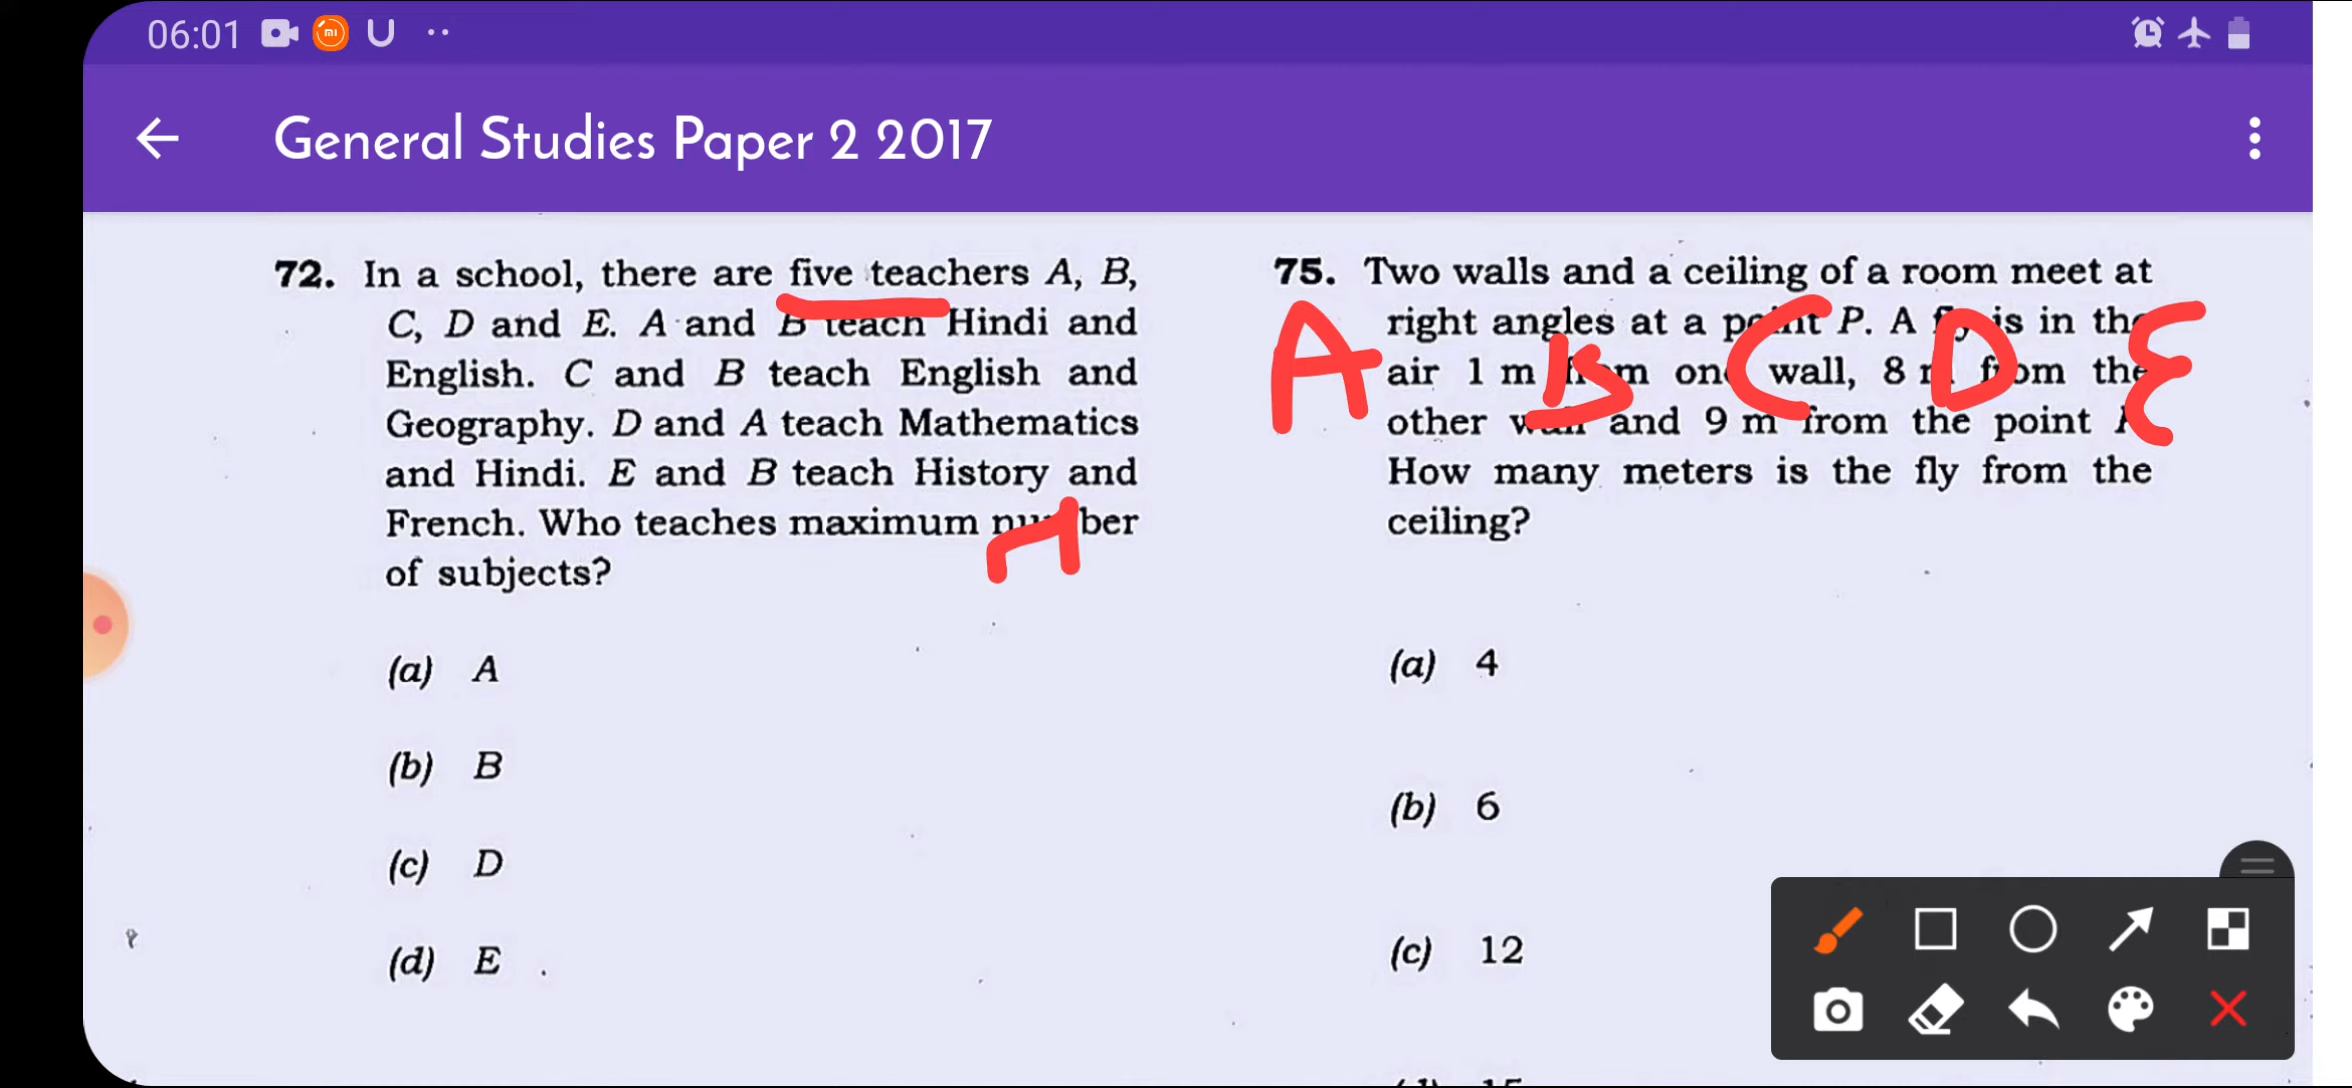 06:01
General Studies Paper 2 2017
72. In a school, there are five teachers A, B,
C, D and E. A and B teach Hindi and
English. C and B teach English and
Geography. D and A teach Mathematics
and Hindi. E and B teach History and
French. Who teaches maximum number
of subjects?
(a) A
(b) B
(c) D
(d) E
75. Two walls and a ceiling of a room meet at
right angles at a point P. A fly is in the
air 1 m from one wall, 8 m from the
other wall and 9 m from the point
How many meters is the fly from the
ceiling?
(a) 4
(b) 6
(c) 12
A B C D E